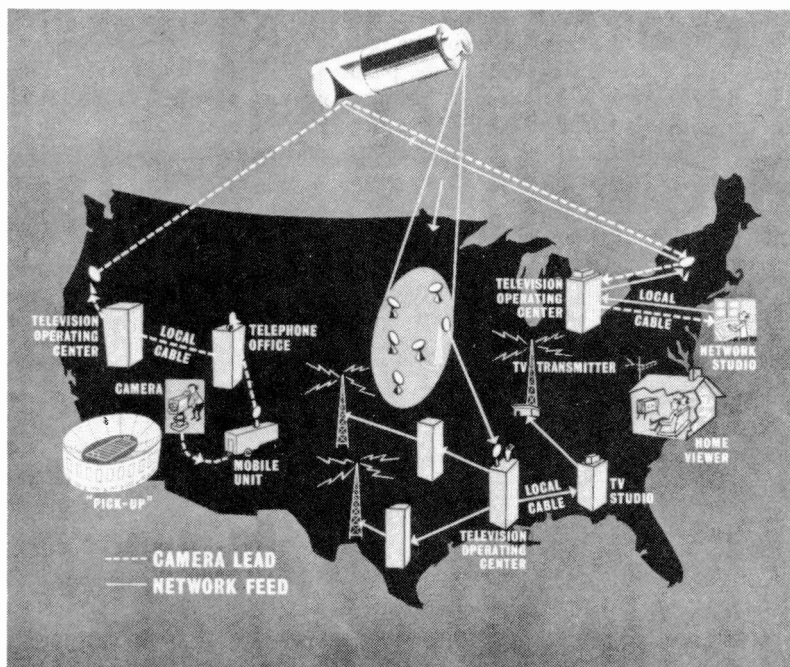 TELEVISION
OPERATING
CENTER
LOCAL
CABLE
TELEPHONE
OFFICE
CAMERA
MOBILE
UNIT
"PICK-UP"
TELEVISION
OPERATING
CENTER
LOCAL
CABLE
NETWORK
STUDIO
TV TRANSMITTER
HOME
VIEWER
LOCAL
CABLE
TV
STUDIO
TELEVISION
OPERATING
CENTER
CAMERA LEAD
NETWORK FEED